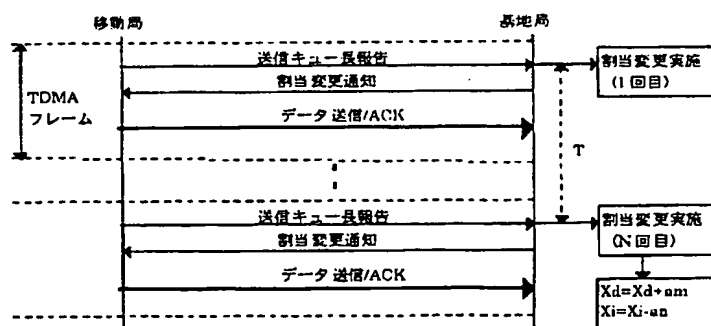 移動局
基地局
送信キュー長報告
割当変更実施
(1回目)
割当変更通知
TDMA
フレーム
データ送信/ACK
T
送信キュー長報告
割当変更実施
(N回目)
割当変更通知
データ送信/ACK
Xd=Xd+am
Xi=Xi-an